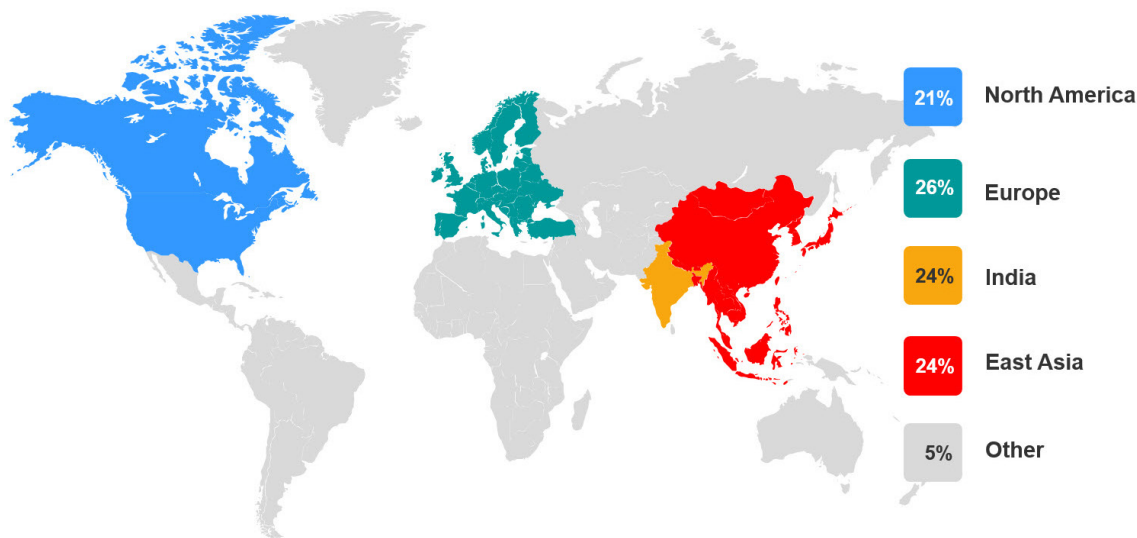 21% North America
26% Europe
24% India
24% East Asia
5% Other